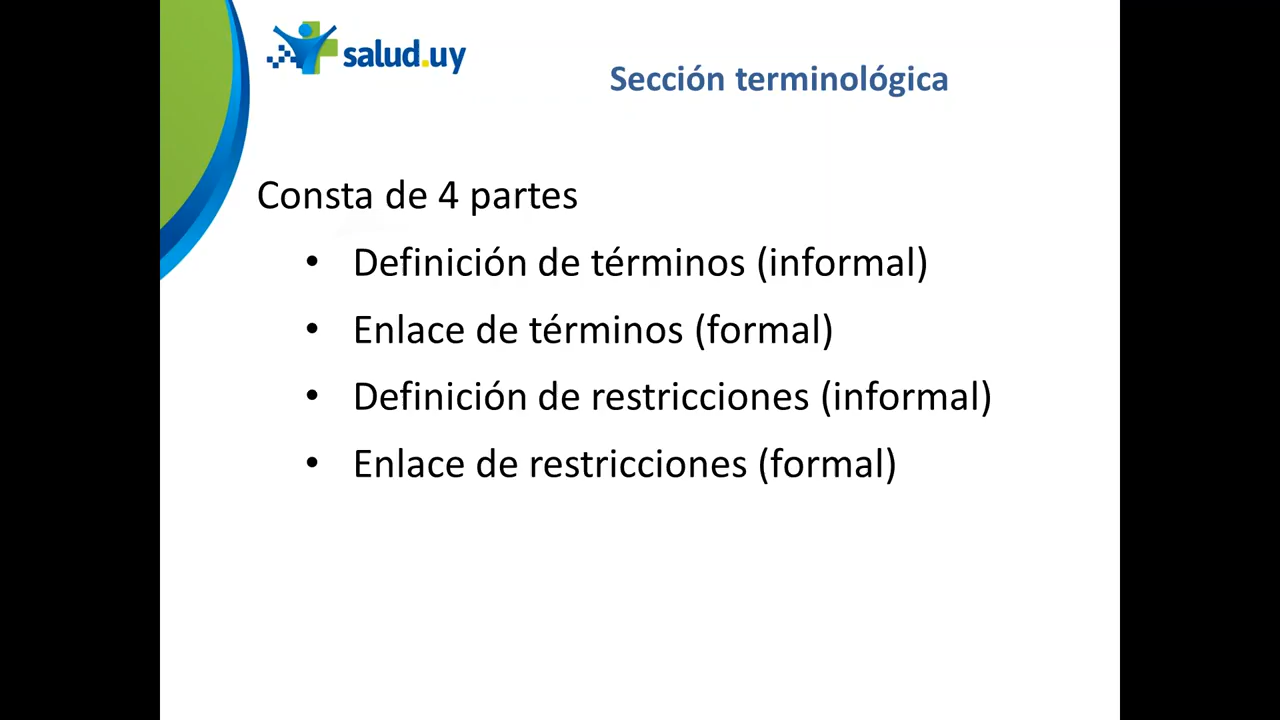 salud.uy
Sección terminológica
Consta de 4 partes
• Definición de términos (informal)
• Enlace de términos (formal)
• Definición de restricciones (informal)
• Enlace de restricciones (formal)